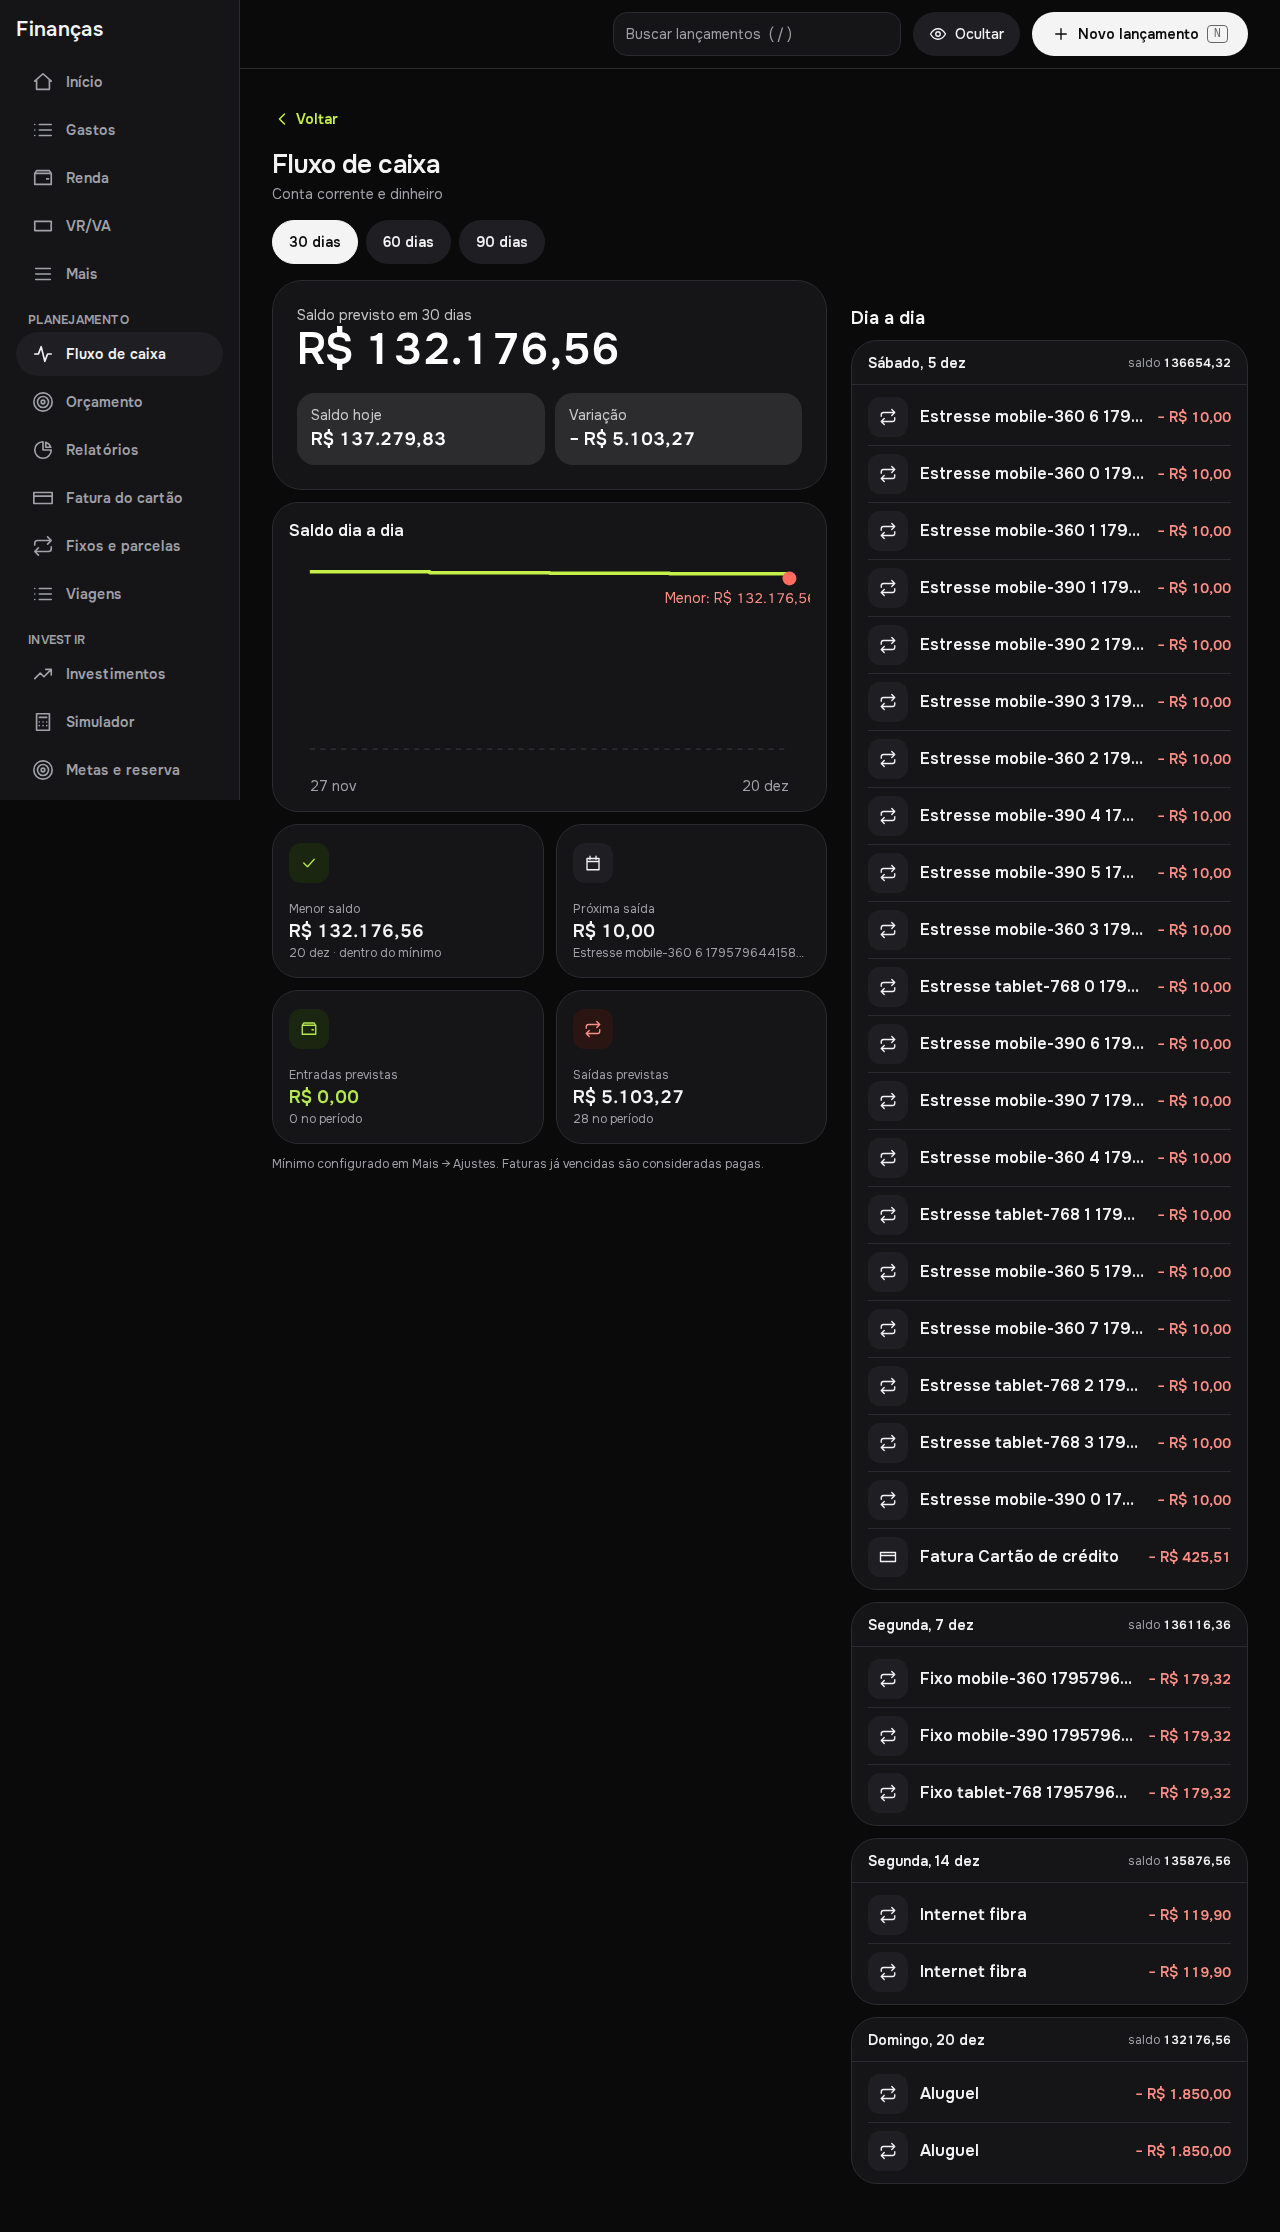 Finanças
Início
Gastos
Renda
VR/VA
Mais
PLANEJAMENTO
Fluxo de caixa
Orçamento
Relatórios
Fatura do cartão
Fixos e parcelas
Viagens
INVESTIR
Investimentos
Simulador
Metas e reserva
Buscar lançamentos ( / )
Ocultar
Novo lançamento N
Voltar
Fluxo de caixa
Conta corrente e dinheiro
30 dias
60 dias
90 dias
Saldo previsto em 30 dias
R$ 132.176,56
Saldo hoje
R$ 137.279,83
Variação
- R$ 5.103,27
Saldo dia a dia
Menor: R$ 132.176,56
27 nov
20 dez
Menor saldo
R$ 132.176,56
20 dez · dentro do mínimo
Próxima saída
R$ 10,00
Estresse mobile-360 6 179579644158...
Entradas previstas
R$ 0,00
0 no período
Saídas previstas
R$ 5.103,27
28 no período
Mínimo configurado em Mais → Ajustes. Faturas já vencidas são consideradas pagas.
Dia a dia
Sábado, 5 dez saldo 136654,32
Estresse mobile-360 6 179... - R$ 10,00
Estresse mobile-360 0 179... - R$ 10,00
Estresse mobile-360 1 179... - R$ 10,00
Estresse mobile-390 1 179... - R$ 10,00
Estresse mobile-390 2 179... - R$ 10,00
Estresse mobile-390 3 179... - R$ 10,00
Estresse mobile-360 2 179... - R$ 10,00
Estresse mobile-390 4 17... - R$ 10,00
Estresse mobile-390 5 17... - R$ 10,00
Estresse mobile-360 3 179... - R$ 10,00
Estresse tablet-768 0 179... - R$ 10,00
Estresse mobile-390 6 179... - R$ 10,00
Estresse mobile-390 7 179... - R$ 10,00
Estresse mobile-360 4 179... - R$ 10,00
Estresse tablet-768 1 179... - R$ 10,00
Estresse mobile-360 5 179... - R$ 10,00
Estresse mobile-360 7 179... - R$ 10,00
Estresse tablet-768 2 179... - R$ 10,00
Estresse tablet-768 3 179... - R$ 10,00
Estresse mobile-390 0 17... - R$ 10,00
Fatura Cartão de crédito - R$ 425,51
Segunda, 7 dez saldo 136116,36
Fixo mobile-360 1795796... - R$ 179,32
Fixo mobile-390 1795796... - R$ 179,32
Fixo tablet-768 1795796... - R$ 179,32
Segunda, 14 dez saldo 135876,56
Internet fibra - R$ 119,90
Internet fibra - R$ 119,90
Domingo, 20 dez saldo 132176,56
Aluguel - R$ 1.850,00
Aluguel - R$ 1.850,00